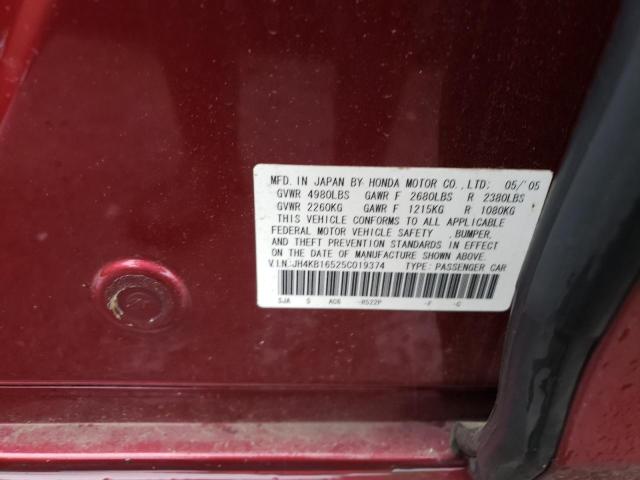 MFD. IN JAPAN BY HONDA MOTOR CO.,LTD: 05/'05
GVWR 4980LBS GAWR F 2680LBS R 2380LBS
GVWR 2260KG GAWR F 1215KG R 1080KG
THIS VEHICLE CONFORMS TO ALL APPLICABLE
FEDERAL MOTOR VEHICLE SAFETY , BUMPER,
AND THEFT PREVENTION STANDARDS IN EFFECT
ON THE DATE OF MANUFACTURE SHOWN ABOVE.
V.I.N.:JH4KB16525C019374 TYPE: PASSENGER CAR
SJA S AC6 -R522P -F -G